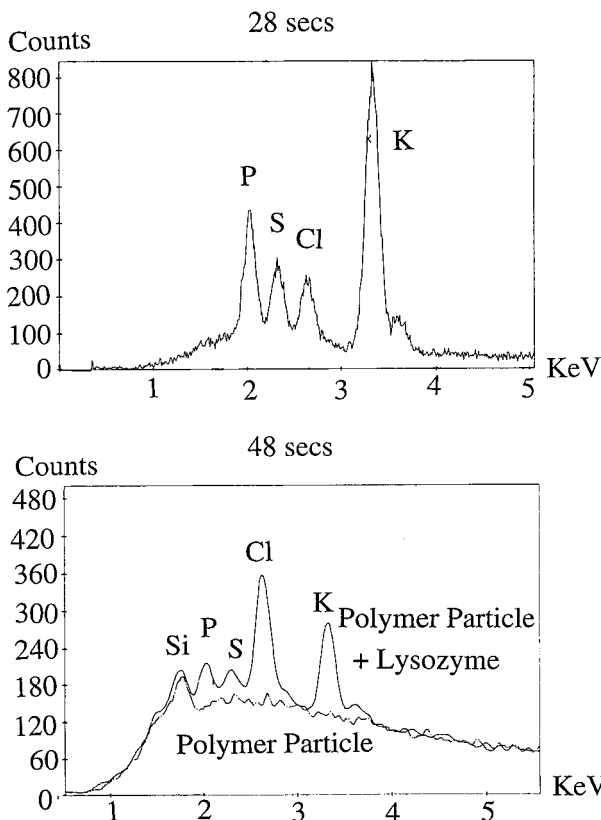 28 secs
Counts
800
700
600
500
400
300
200
100
0
P
S
Cl
K
1
2
3
4
5
KeV
48 secs
Counts
480
420
360
300
240
180
120
60
0
Si
P
S
Cl
K
Polymer Particle
+ Lysozyme
Polymer Particle
1
2
3
4
5
KeV